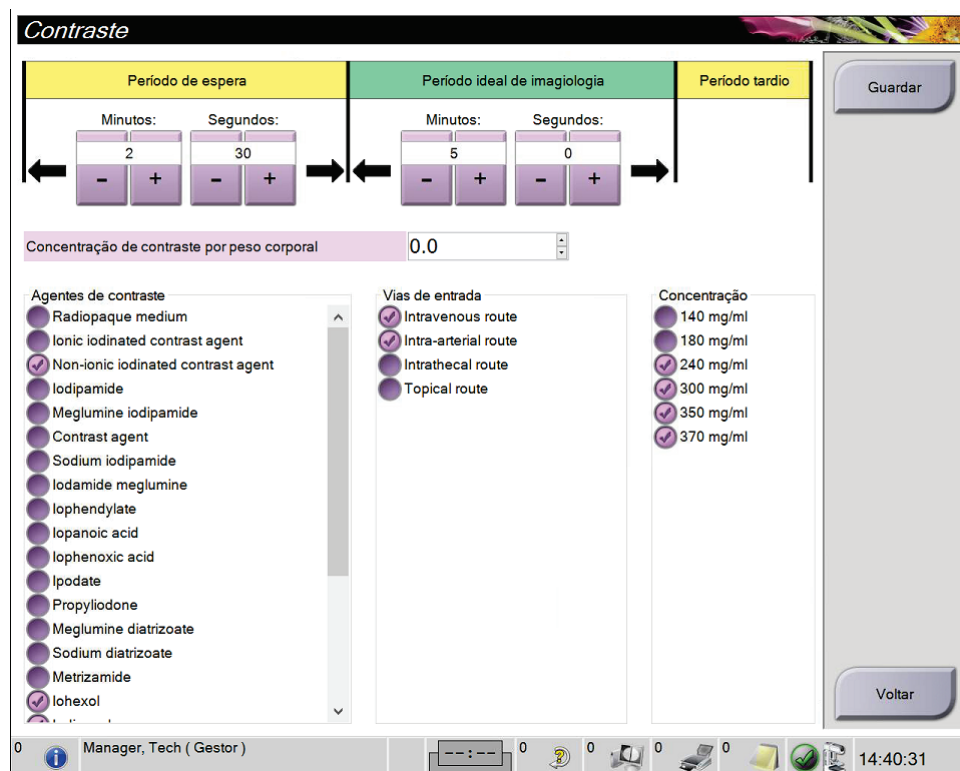 Contraste
Período de espera
Período ideal de imagiologia
Período tardio
Guardar
Minutos: Segundos:
2 30
- + - +
Minutos: Segundos:
5 0
- + - +
Concentração de contraste por peso corporal 0.0
Agentes de contraste
Radiopaque medium
Ionic iodinated contrast agent
Non-ionic iodinated contrast agent
Iodipamide
Meglumine iodipamide
Contrast agent
Sodium iodipamide
Iodamide meglumine
Iophendylate
Iopanoic acid
Iophenoxic acid
Ipodate
Propyliodone
Meglumine diatrizoate
Sodium diatrizoate
Metrizamide
Iohexol
Vias de entrada
Intravenous route
Intra-arterial route
Intrathecal route
Topical route
Concentração
140 mg/ml
180 mg/ml
240 mg/ml
300 mg/ml
350 mg/ml
370 mg/ml
Voltar
0 Manager, Tech ( Gestor ) --:-- 0 0 0 0 14:40:31